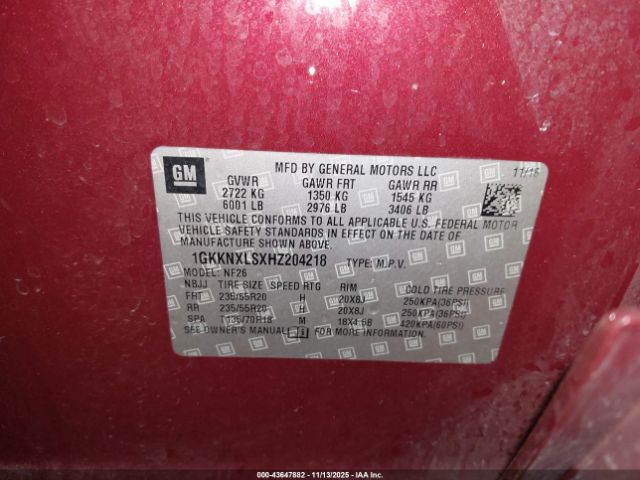 GM
MFD BY GENERAL MOTORS LLC
11/16
GVWR GAWR FRT GAWR RR
2722 KG 1350 KG 1545 KG
6001 LB 2976 LB 3406 LB
THIS VEHICLE CONFORMS TO ALL APPLICABLE U.S. FEDERAL MOTOR
VEHICLE SAFETY STANDARDS IN EFFECT ON THE DATE OF
MANUFACTURE SHOWN ABOVE.
1GKKNXLSXHZ204218 TYPE: M.P.V.
MODEL: NF26
NBJJ TIRE SIZE SPEED RTG RIM COLD TIRE PRESSURE
FRT 235/55R20 H 20X8J 250KPA(36PSI)
RR 235/55R20 H 20X8J 250KPA(36PSI)
SPA T135/70R18 M 18X4.5B 420KPA(60PSI)
SEE OWNER'S MANUAL FOR MORE INFORMATION.
000-43647882 - 11/13/2025 - IAA, Inc.